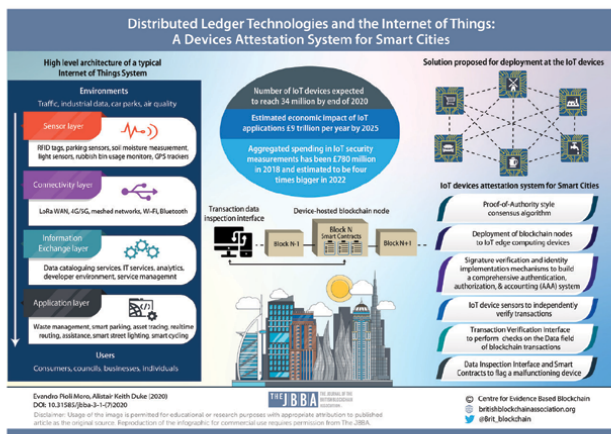 Distributed Ledger Technologies and the Internet of Things:
A Devices Attestation System for Smart Cities
High level architecture of a typical
Internet of Things System
Environments
Traffic, industrial data, car parks, air quality
Sensor layer
RFID tags, parking sensors, soil moisture measurement,
light sensors, rubbish bin usage monitors, GPS trackers
Connectivity layer
LoRa WAN, 4G/5G, meshed networks, Wi-Fi, Bluetooth
Information
Exchange layer
Data cataloguing services, IT services, analytics,
developer environment, service management
Application layer
Waste management, smart parking, asset tracing, realtime
routing, assistance, smart street lighting, smart cycling
Users
Consumers, councils, businesses, individuals
Number of IoT devices expected
to reach 34 million by end of 2020
Estimated economic impact of IoT
applications £9 trillion per year by 2025
Aggregated spending in IoT security
measurements has been £780 million
in 2018 and estimated to be four
times bigger in 2022
Transaction data
inspection interface
Device-hosted blockchain node
Block N-1
Block N
Smart Contracts
Block N+1
Solution proposed for deployment at the IoT devices
IoT devices attestation system for Smart Cities
Proof-of-Authority style
consensus algorithm
Deployment of blockchain nodes
to IoT edge computing devices
Signature verification and identity
implementation mechanisms to build
a comprehensive authentication,
authorization, & accounting (AAA) system
IoT device sensors to independently
verify transactions
Transaction Verification Interface
to perform checks on the Data field
of blockchain transactions
Data Inspection Interface and Smart
Contracts to flag a malfunctioning device
Evandro Pioli Moro, Alistair Keith Duke (2020)
DOI: 10.31585/jbba-3-1-(7)2020
Disclaimer: Usage of the image is permitted for educational or research purposes with appropriate attribution to published
article as the original source. Reproduction of the infographic for commercial use requires permission from The JBBA.
THE JBBA
THE JOURNAL OF THE
BRITISH BLOCKCHAIN
ASSOCIATION
© Centre for Evidence Based Blockchain
britishblockchainassociation.org
@Brit_blockchain